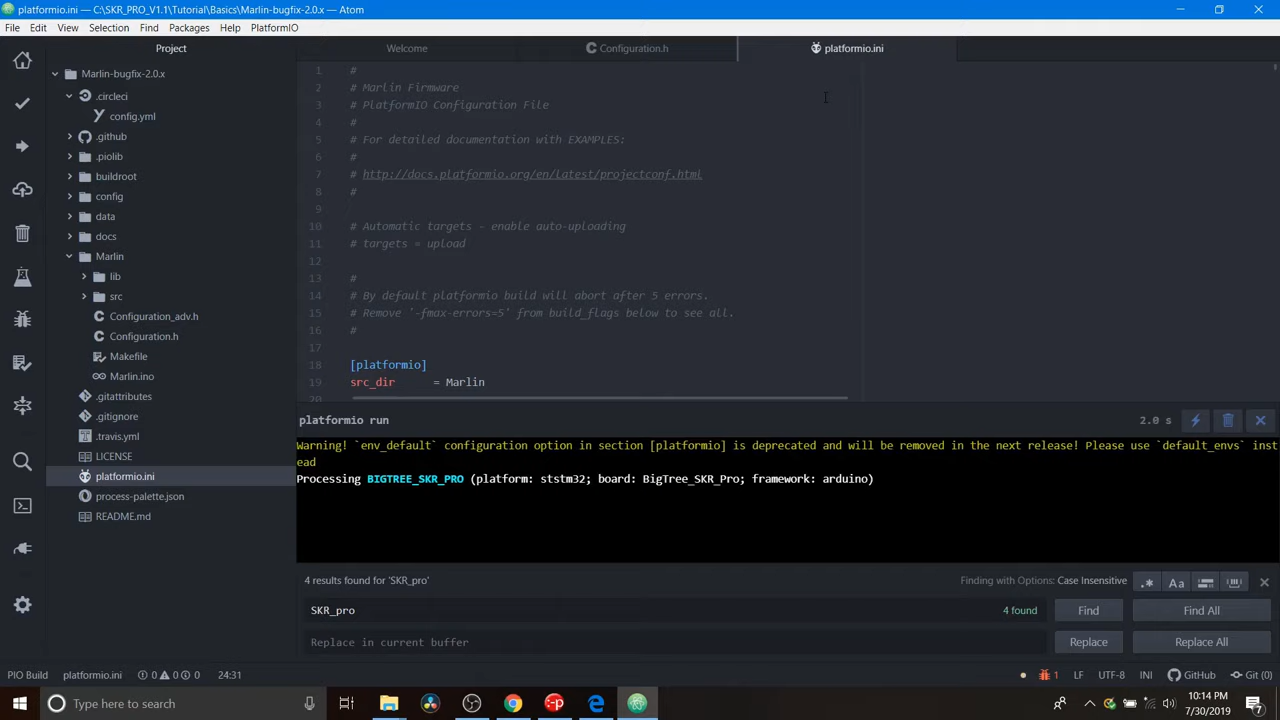 platformio.ini — C:\SKR_PRO_V1.1\Tutorial\Basics\Marlin-bugfix-2.0.x — Atom
File Edit View Selection Find Packages Help PlatformIO
Project
Welcome
Configuration.h
platformio.ini
Marlin-bugfix-2.0.x
.circleci
config.yml
.github
.piolib
buildroot
config
data
docs
Marlin
lib
src
Configuration_adv.h
Configuration.h
Makefile
Marlin.ino
.gitattributes
.gitignore
.travis.yml
LICENSE
platformio.ini
process-palette.json
README.md
1 #
2 # Marlin Firmware
3 # PlatformIO Configuration File
4 #
5 # For detailed documentation with EXAMPLES:
6 #
7 # http://docs.platformio.org/en/latest/projectconf.html
8 #
9
10 # Automatic targets - enable auto-uploading
11 # targets = upload
12
13 #
14 # By default platformio build will abort after 5 errors.
15 # Remove '-fmax-errors=5' from build_flags below to see all.
16 #
17
18 [platformio]
19 src_dir = Marlin
20
platformio run 2.0 s
Warning! `env_default` configuration option in section [platformio] is deprecated and will be removed in the next release! Please use `default_envs` inst
ead
Processing BIGTREE_SKR_PRO (platform: ststm32; board: BigTree_SKR_Pro; framework: arduino)
4 results found for 'SKR_pro' Finding with Options: Case Insensitive .* Aa
SKR_pro 4 found Find Find All
Replace in current buffer Replace Replace All
PIO Build platformio.ini 0 0 0 24:31 1 LF UTF-8 INI GitHub Git (0)
Type here to search
10:14 PM
7/30/2019
7